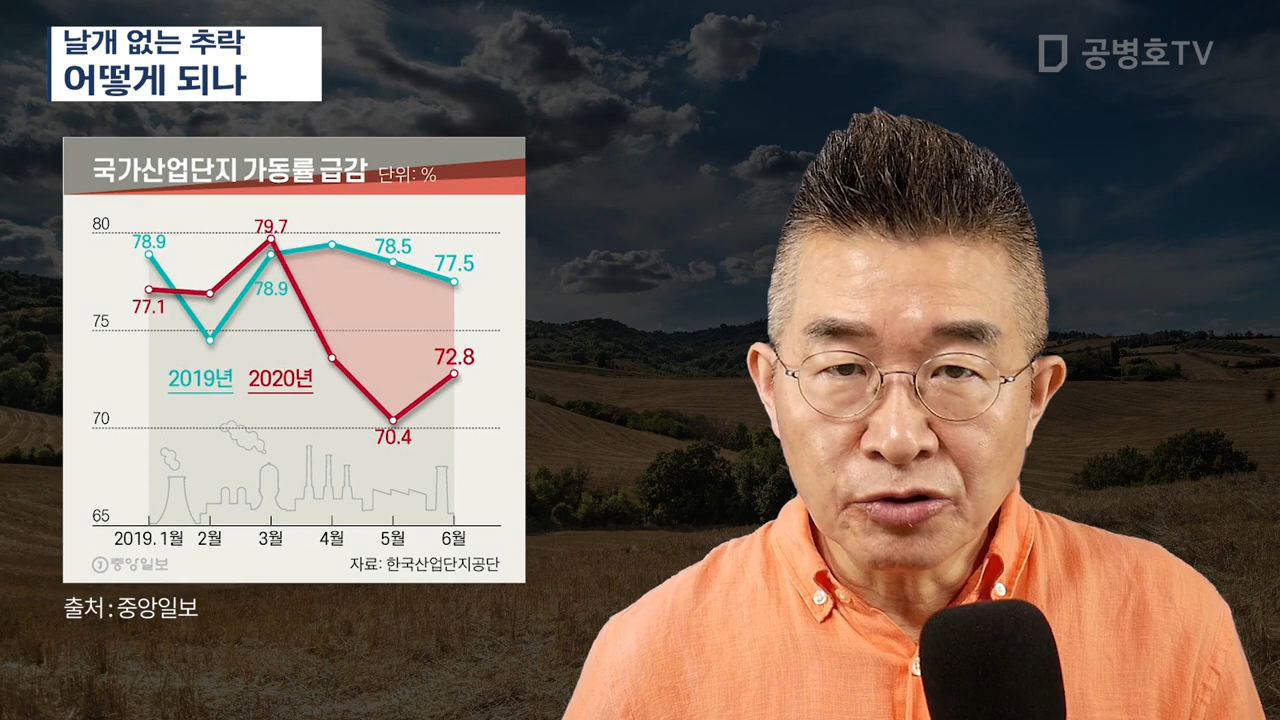 날개 없는 추락
어떻게 되나
공병호TV
국가산업단지 가동률 급감 단위: %
80
78.9
79.7
78.5
77.5
77.1
78.9
75
2019년 2020년
72.8
70
70.4
65
2019. 1월 2월 3월 4월 5월 6월
중앙일보
자료: 한국산업단지공단
출처 : 중앙일보